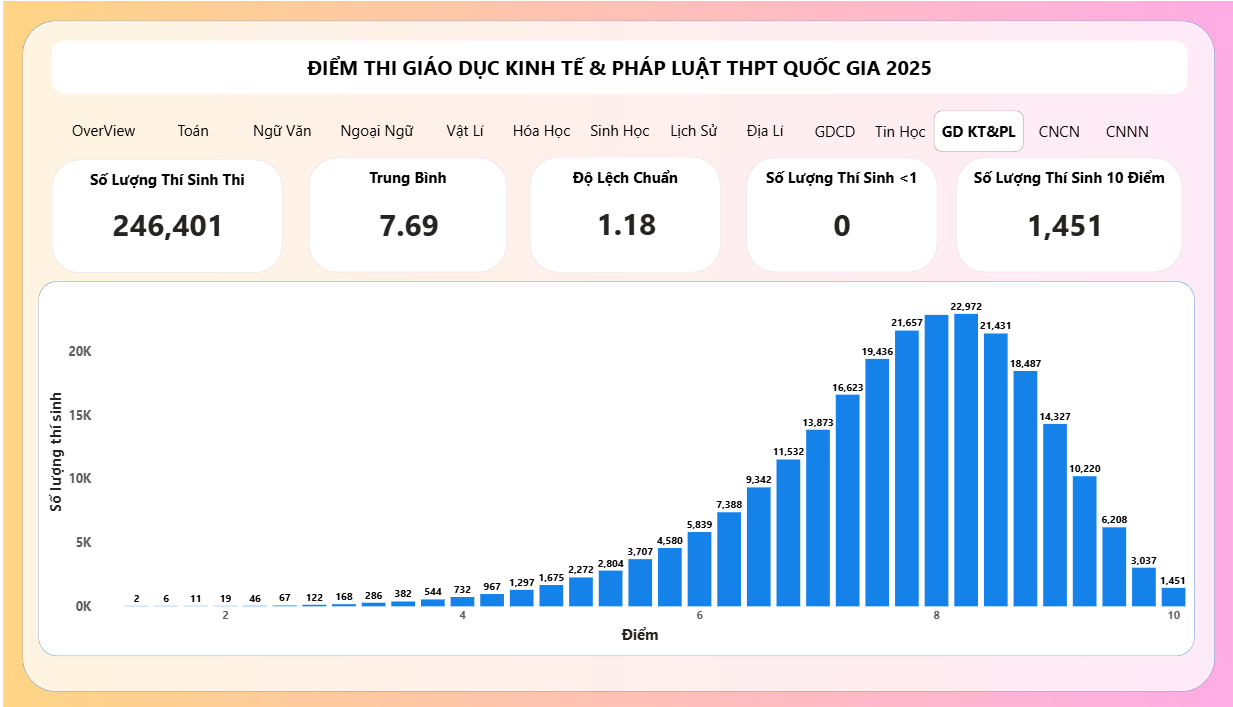 ĐIỂM THI GIÁO DỤC KINH TẾ & PHÁP LUẬT THPT QUỐC GIA 2025
OverView Toán Ngữ Văn Ngoại Ngữ Vật Lí Hóa Học Sinh Học Lịch Sử Địa Lí GDCD Tin Học GD KT&PL CNCN CNNN
Số Lượng Thí Sinh Thi
246,401
Trung Bình
7.69
Độ Lệch Chuẩn
1.18
Số Lượng Thí Sinh <1
0
Số Lượng Thí Sinh 10 Điểm
1,451
Số lượng thí sinh
20K
15K
10K
5K
0K
2 6 11 19 46 67 122 168 286 382 544 732 967 1,297 1,675 2,272 2,804 3,707 4,580 5,839 7,388 9,342 11,532 13,873 16,623 19,436 21,657 22,972 21,431 18,487 14,327 10,220 6,208 3,037 1,451
2 4 6 8 10
Điểm